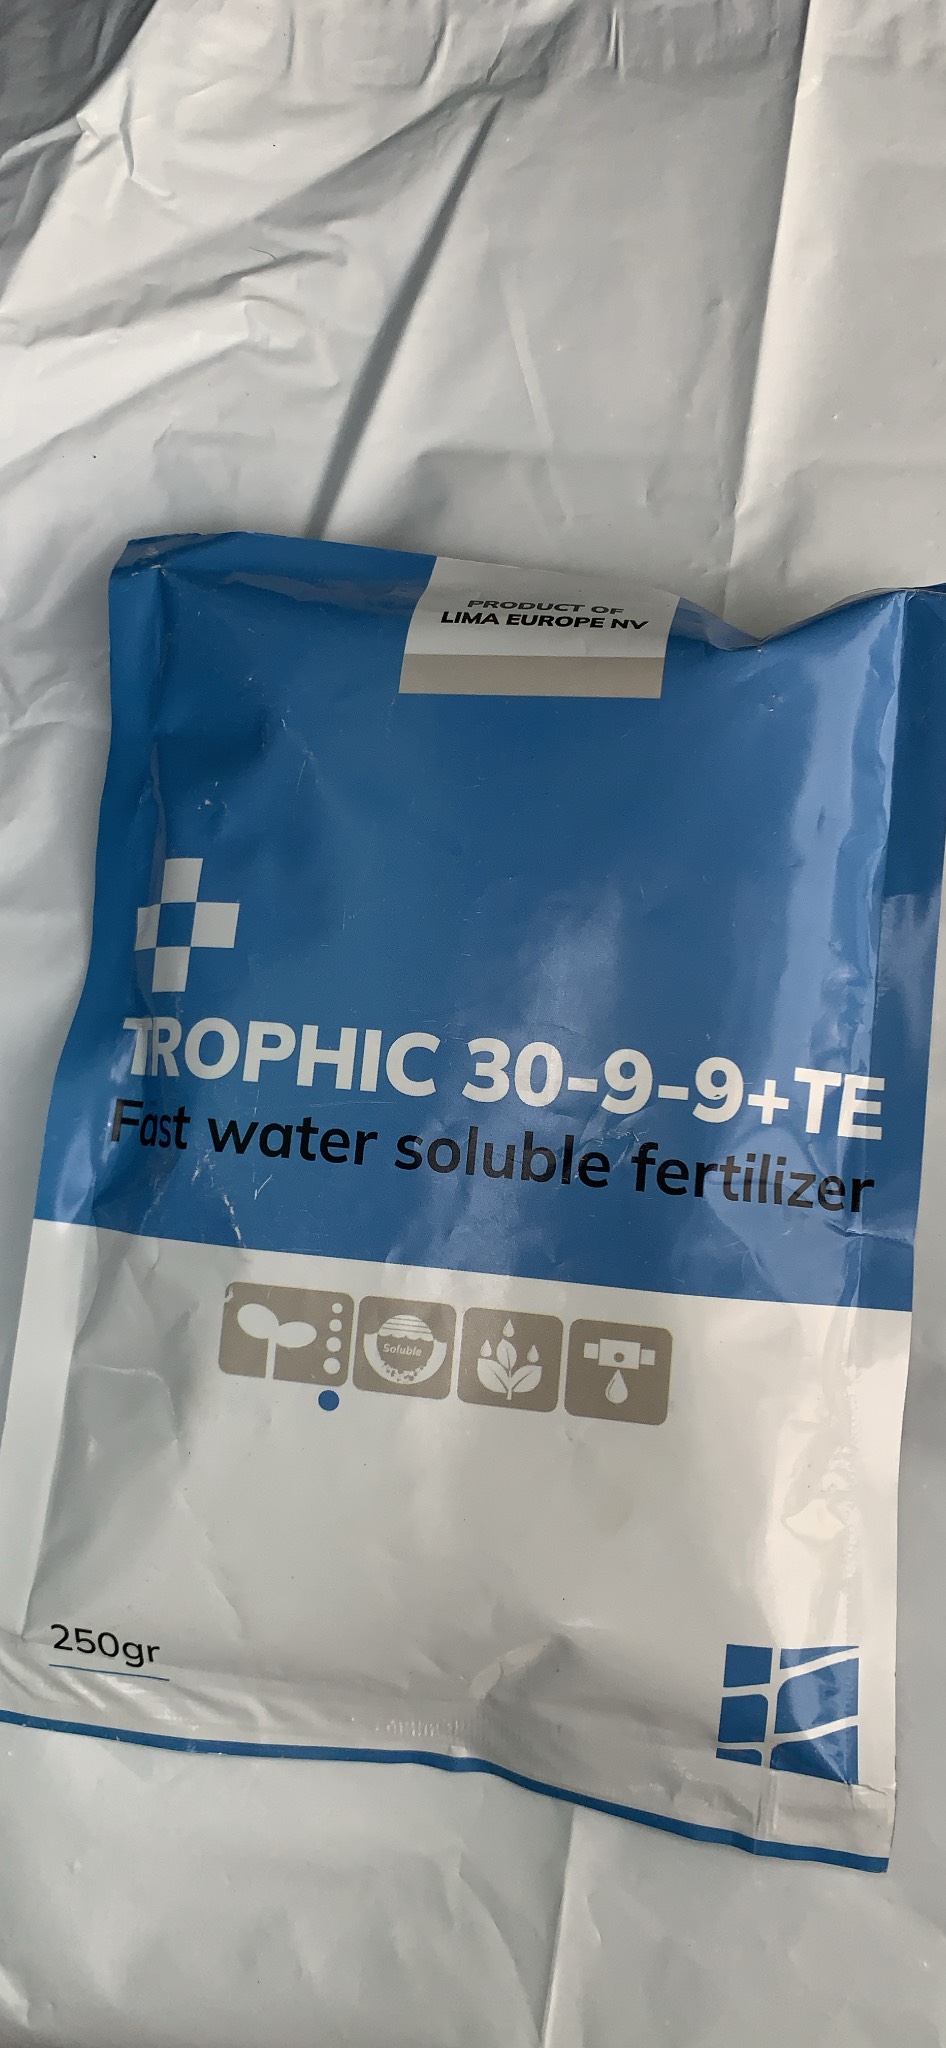 PRODUCT OF
LIMA EUROPE NV
TROPHIC 30-9-9+TE
Fast water soluble fertilizer
Soluble
250gr